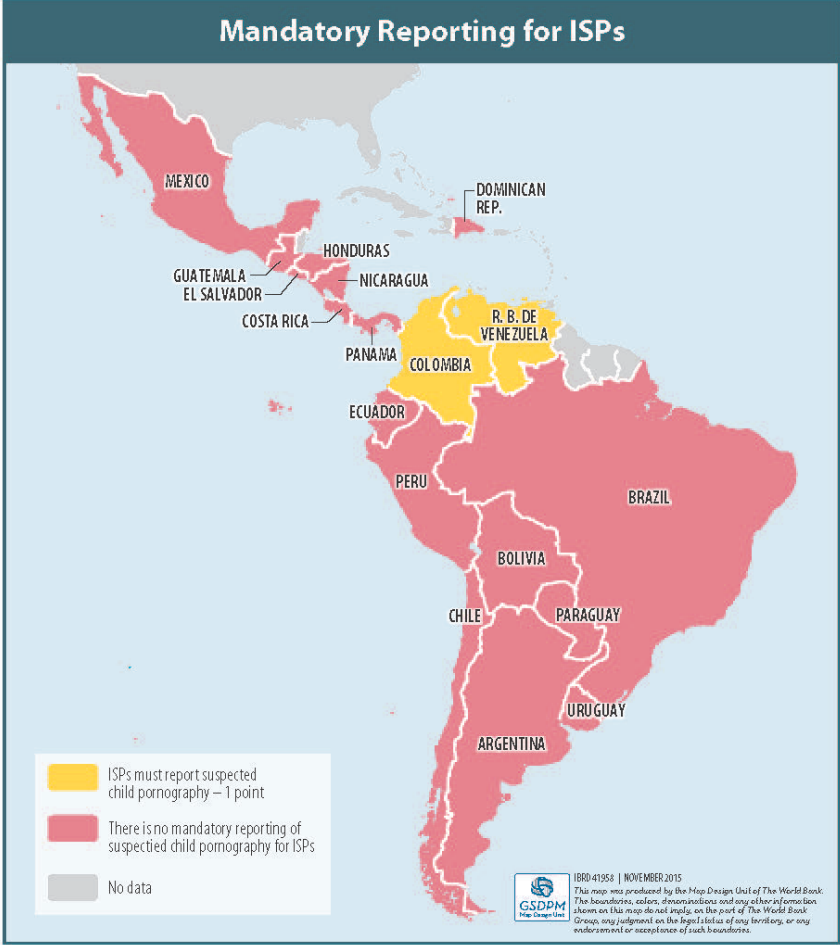 Mandatory Reporting for ISPs
MEXICO
DOMINICAN
REP.
HONDURAS
GUATEMALA
NICARAGUA
EL SALVADOR
COSTA RICA
R. B. DE
VENEZUELA
PANAMA
COLOMBIA
ECUADOR
PERU
BRAZIL
BOLIVIA
CHILE
PARAGUAY
URUGUAY
ARGENTINA
ISPs must report suspected
child pornography – 1 point
There is no mandatory reporting of
suspectied child pornography for ISPs
No data
GSDPM
Map Design Unit
IBRD 41958 | NOVEMBER 2015
This map was produced by the Map Design Unit of The World Bank.
The boundaries, colors, denominations and any other information
shown on this map do not imply, on the part of The World Bank
Group, any judgment on the legal status of any territory, or any
endorsement or acceptance of such boundaries.